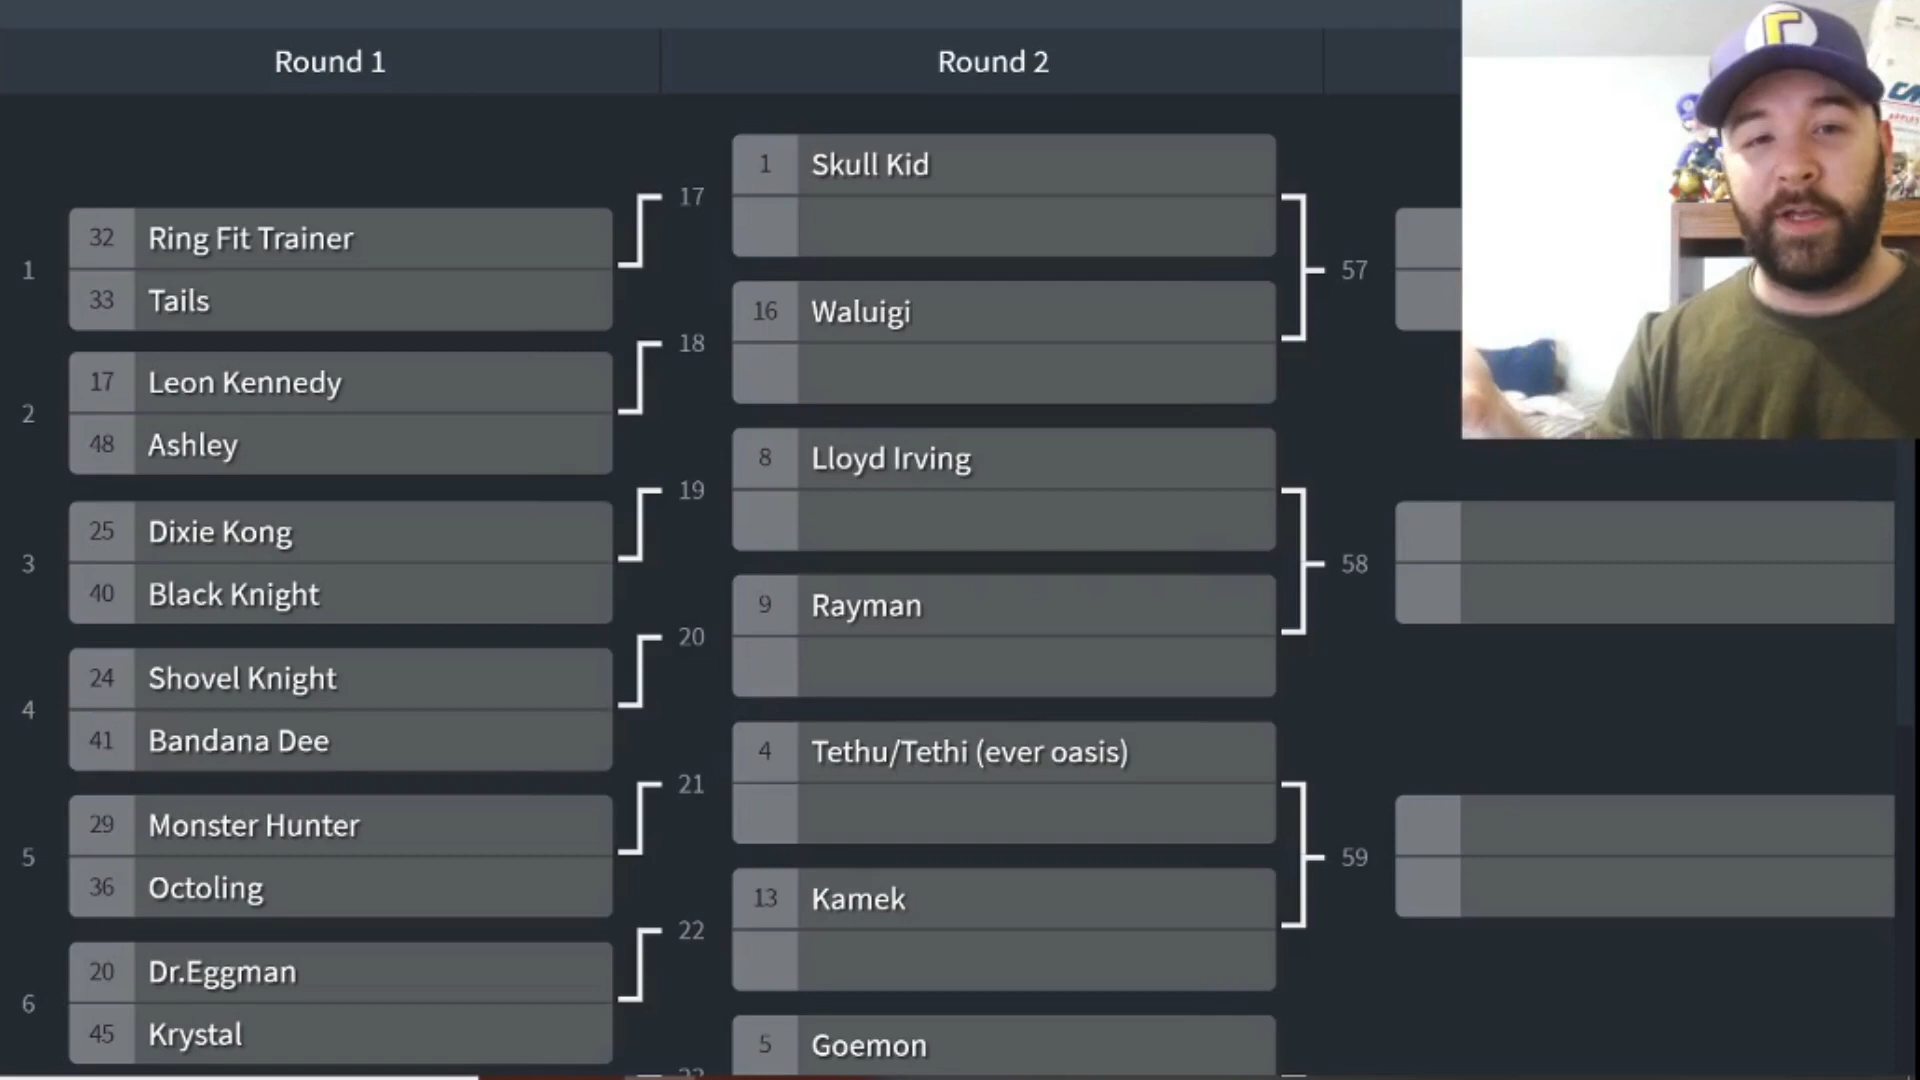 Round 1
Round 2
1
32 Ring Fit Trainer
33 Tails
2
17 Leon Kennedy
48 Ashley
3
25 Dixie Kong
40 Black Knight
4
24 Shovel Knight
41 Bandana Dee
5
29 Monster Hunter
36 Octoling
6
20 Dr.Eggman
45 Krystal
17
1 Skull Kid
18
16 Waluigi
19
8 Lloyd Irving
20
9 Rayman
21
4 Tethu/Tethi (ever oasis)
22
13 Kamek
5 Goemon
57
58
59
APPLES